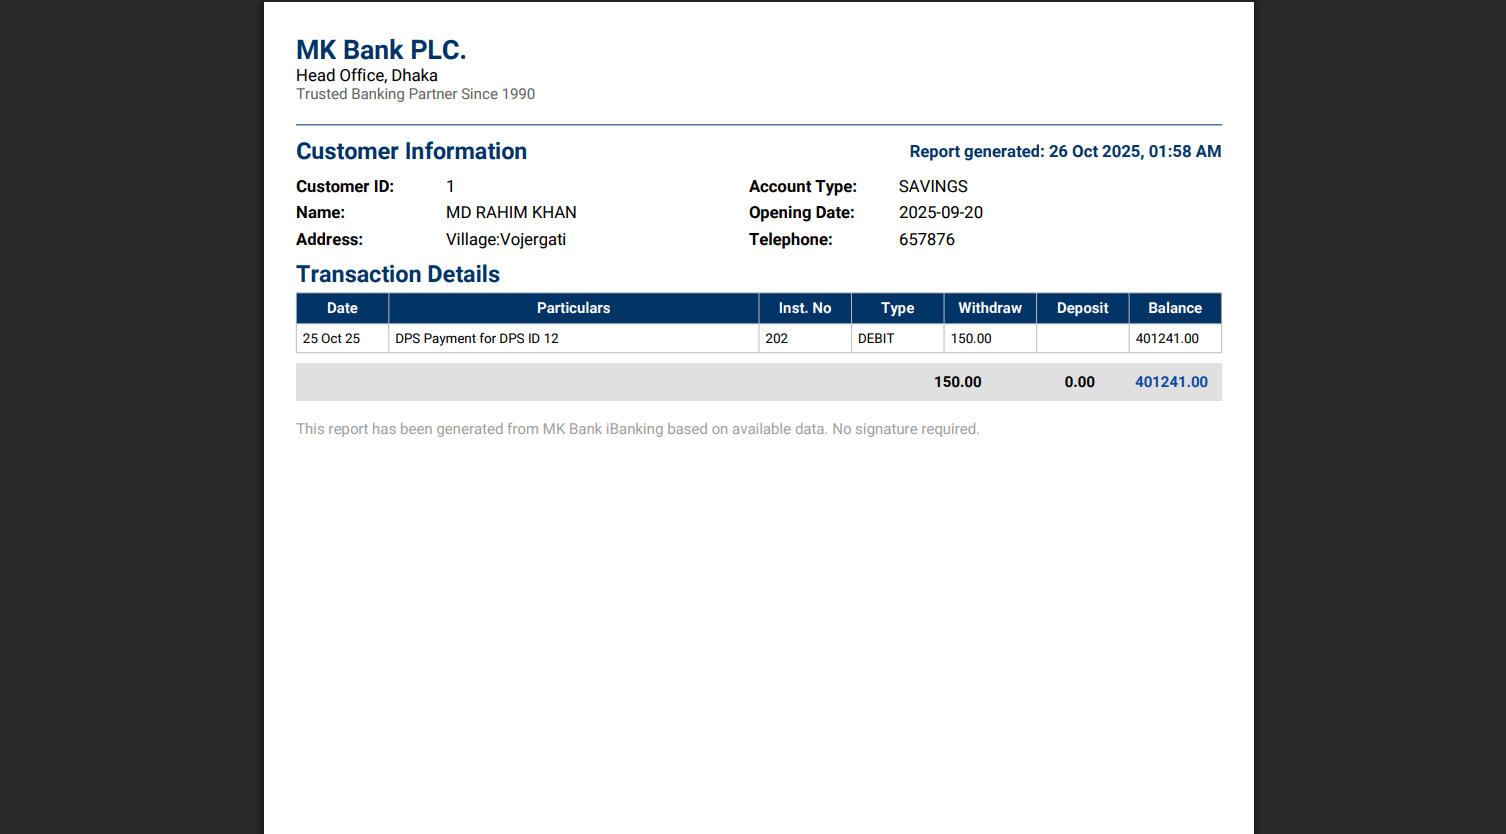 MK Bank PLC.
Head Office, Dhaka
Trusted Banking Partner Since 1990
Customer Information
Report generated: 26 Oct 2025, 01:58 AM
Customer ID: 1 Account Type: SAVINGS
Name: MD RAHIM KHAN Opening Date: 2025-09-20
Address: Village:Vojergati Telephone: 657876
Transaction Details
Date Particulars Inst. No Type Withdraw Deposit Balance
25 Oct 25 DPS Payment for DPS ID 12 202 DEBIT 150.00 401241.00
150.00 0.00 401241.00
This report has been generated from MK Bank iBanking based on available data. No signature required.